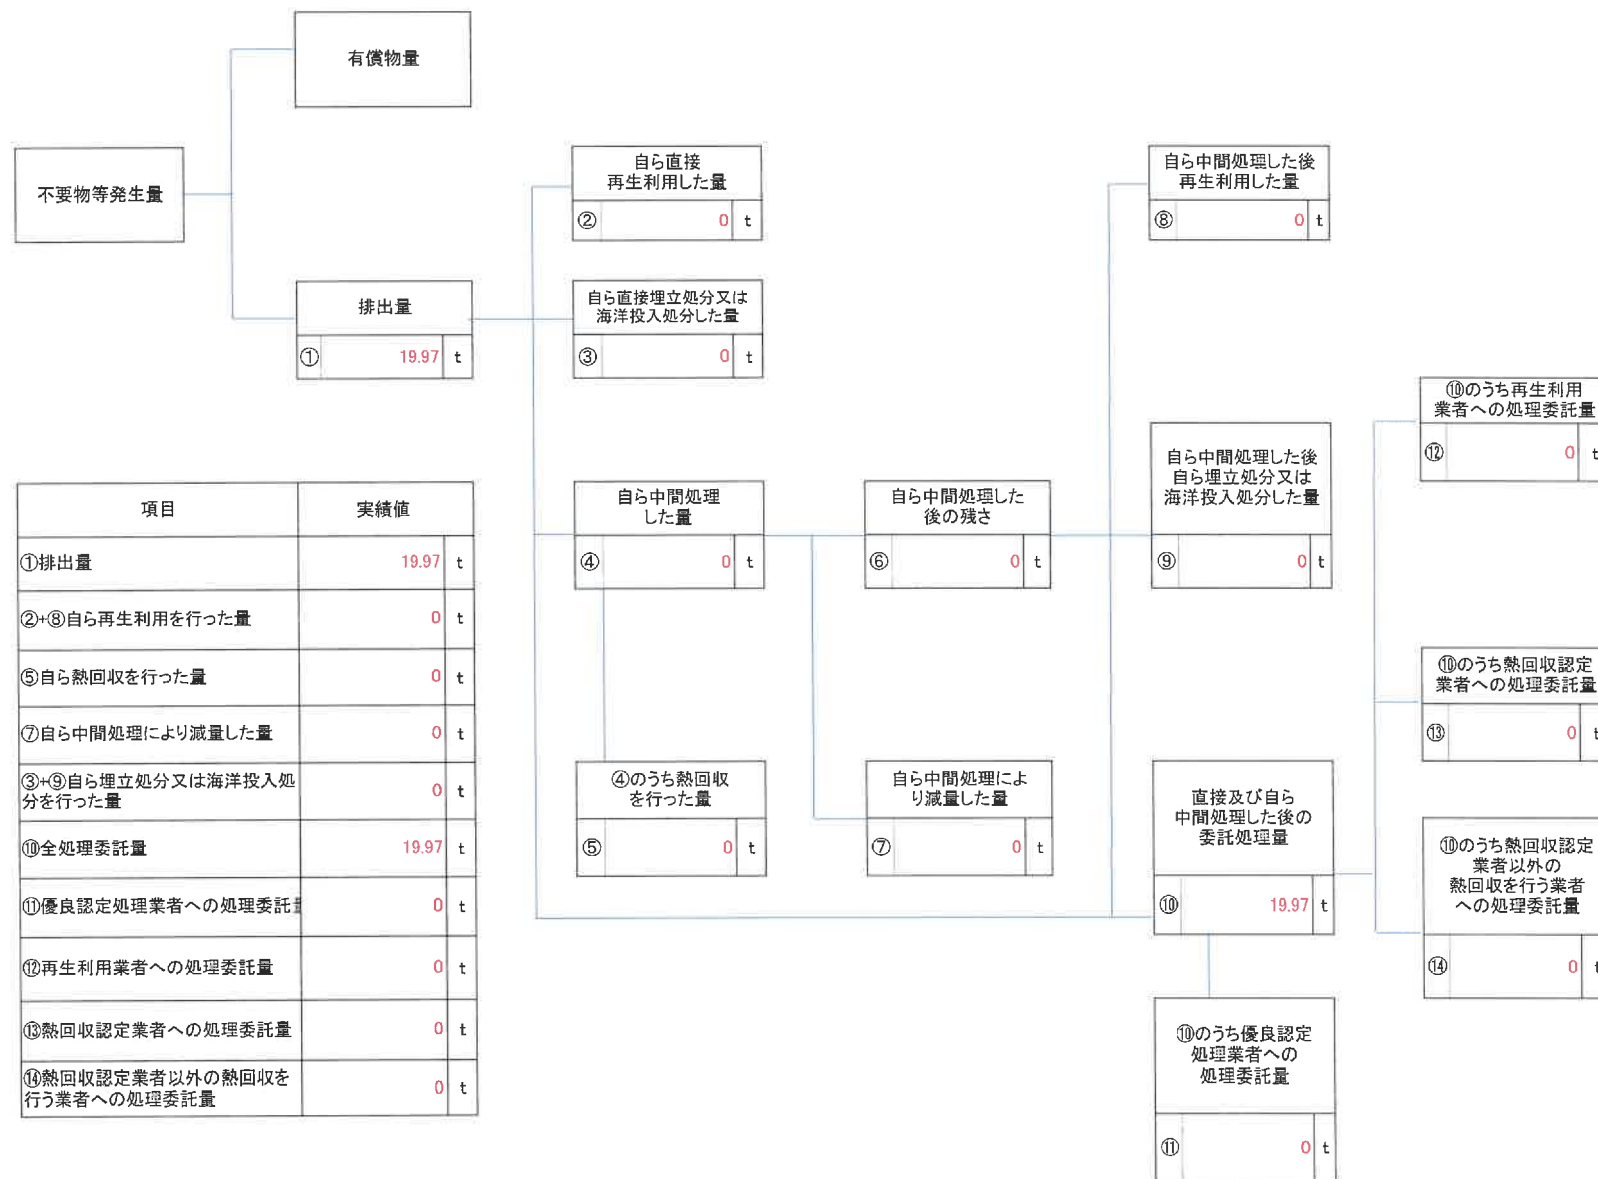 有償物量
不要物等発生量
排出量
① 19.97 t
自ら直接
再生利用した量
② 0 t
自ら直接埋立処分又は
海洋投入処分した量
③ 0 t
自ら中間処理
した量
④ 0 t
④のうち熱回収
を行った量
⑤ 0 t
自ら中間処理した
後の残さ
⑥ 0 t
自ら中間処理によ
り減量した量
⑦ 0 t
自ら中間処理した後
再生利用した量
⑧ 0 t
自ら中間処理した後
自ら埋立処分又は
海洋投入処分した量
⑨ 0 t
直接及び自ら
中間処理した後の
委託処理量
⑩ 19.97 t
⑩のうち優良認定
処理業者への
処理委託量
⑪ 0 t
⑩のうち再生利用
業者への処理委託量
⑫ 0 t
⑩のうち熱回収認定
業者への処理委託量
⑬ 0 t
⑩のうち熱回収認定
業者以外の
熱回収を行う業者
への処理委託量
⑭ 0 t
項目 実績値
①排出量 19.97 t
②+⑧自ら再生利用を行った量 0 t
⑤自ら熱回収を行った量 0 t
⑦自ら中間処理により減量した量 0 t
③+⑨自ら埋立処分又は海洋投入処
分を行った量 0 t
⑩全処理委託量 19.97 t
⑪優良認定処理業者への処理委託 0 t
⑫再生利用業者への処理委託量 0 t
⑬熱回収認定業者への処理委託量 0 t
⑭熱回収認定業者以外の熱回収を
行う業者への処理委託量 0 t